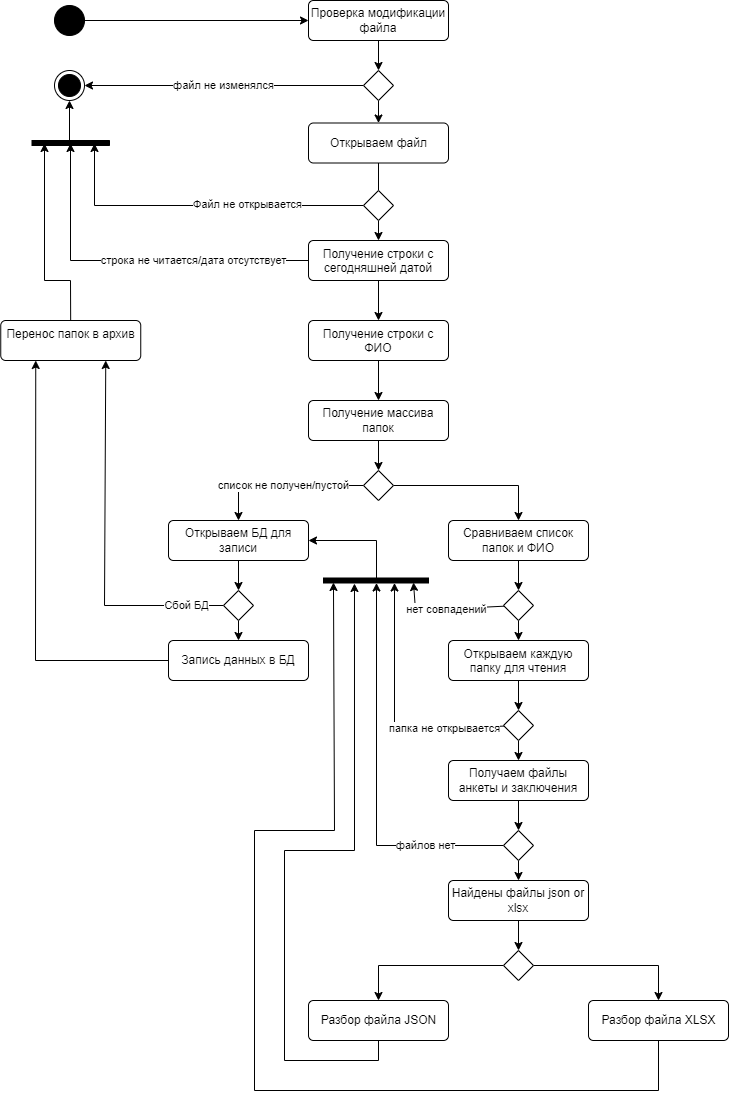 Проверка модификации
файла
файл не изменялся
Открываем файл
Файл не открывается
Получение строки с
сегодняшней датой
строка не читается/дата отсутствует
Перенос папок в архив
Получение строки с
ФИО
Получение массива
папок
список не получен/пустой
Открываем БД для
записи
Сравниваем список
папок и ФИО
Сбой БД
нет совпадений
Запись данных в БД
Открываем каждую
папку для чтения
папка не открывается
Получаем файлы
анкеты и заключения
файлов нет
Найдены файлы json or
xlsx
Разбор файла JSON
Разбор файла XLSX